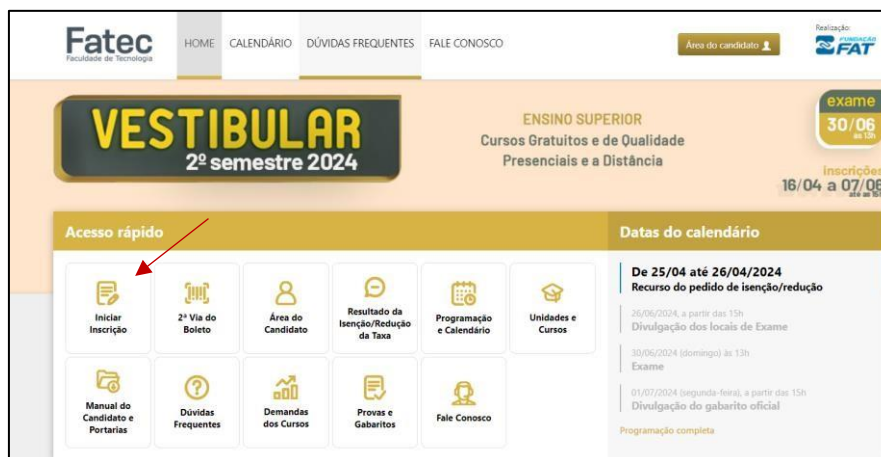 Fatec
Faculdade de Tecnologia
HOME
CALENDÁRIO
DÚVIDAS FREQUENTES
FALE CONOSCO
Área do candidato
Realização:
FUNDAÇÃO
FAT
VESTIBULAR
2º semestre 2024
ENSINO SUPERIOR
Cursos Gratuitos e de Qualidade
Presenciais e a Distância
exame
30/06
às 13h
inscrições
16/04 a 07/06
até as 15h
Acesso rápido
Iniciar
Inscrição
2ª Via do
Boleto
Área do
Candidato
Resultado da
Isenção/Redução
da Taxa
Programação
e Calendário
Unidades e
Cursos
Manual do
Candidato e
Portarias
Dúvidas
Frequentes
Demandas
dos Cursos
Provas e
Gabaritos
Fale Conosco
Datas do calendário
De 25/04 até 26/04/2024
Recurso do pedido de isenção/redução
26/06/2024, a partir das 15h
Divulgação dos locais de Exame
30/06/2024 (domingo) às 13h
Exame
01/07/2024 (segunda-feira), a partir das 15h
Divulgação do gabarito oficial
Programação completa